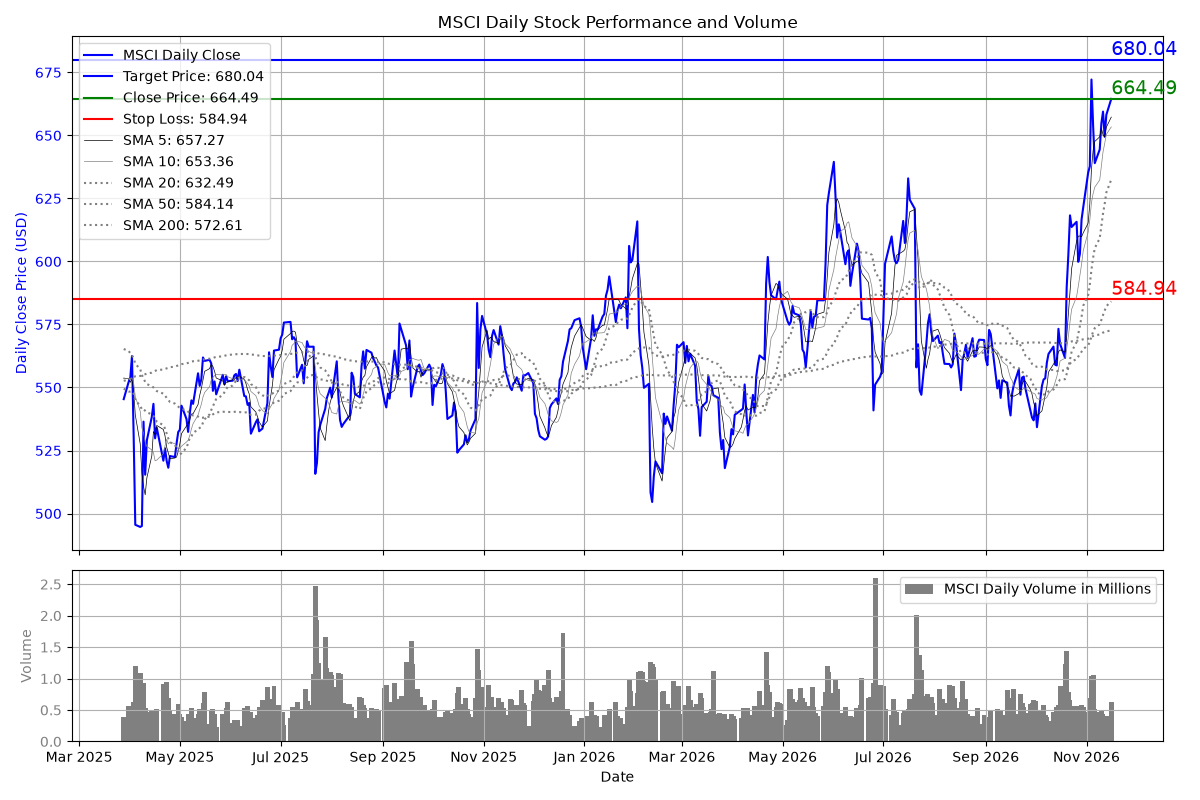 MSCI Daily Stock Performance and Volume
680.04
664.49
584.94
MSCI Daily Close
Target Price: 680.04
Close Price: 664.49
Stop Loss: 584.94
SMA 5: 657.27
SMA 10: 653.36
SMA 20: 632.49
SMA 50: 584.14
SMA 200: 572.61
Daily Close Price (USD)
675
650
625
600
575
550
525
500
MSCI Daily Volume in Millions
Volume
2.5
2.0
1.5
1.0
0.5
0.0
Mar 2025 May 2025 Jul 2025 Sep 2025 Nov 2025 Jan 2026 Mar 2026 May 2026 Jul 2026 Sep 2026 Nov 2026
Date